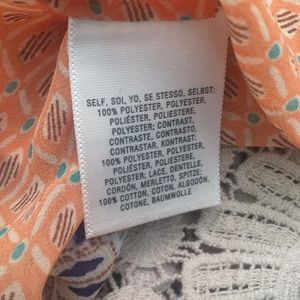 SELF, SOI, YO, SE STESSO, SELBST:
100% POLYESTER, POLYESTER,
POLIÉSTER, POLIESTERE,
POLYESTER; CONTRAST,
CONTRASTE, CONTRASTO,
CONTRASTAR, KONTRAST:
100% POLYESTER, POLYESTER,
POLIÉSTER, POLIESTERE,
POLYESTER; LACE, DENTELLE,
CORDÓN, MERLETTO, SPITZE:
100% COTTON, COTON, ALGODÓN,
COTONE, BAUMWOLLE